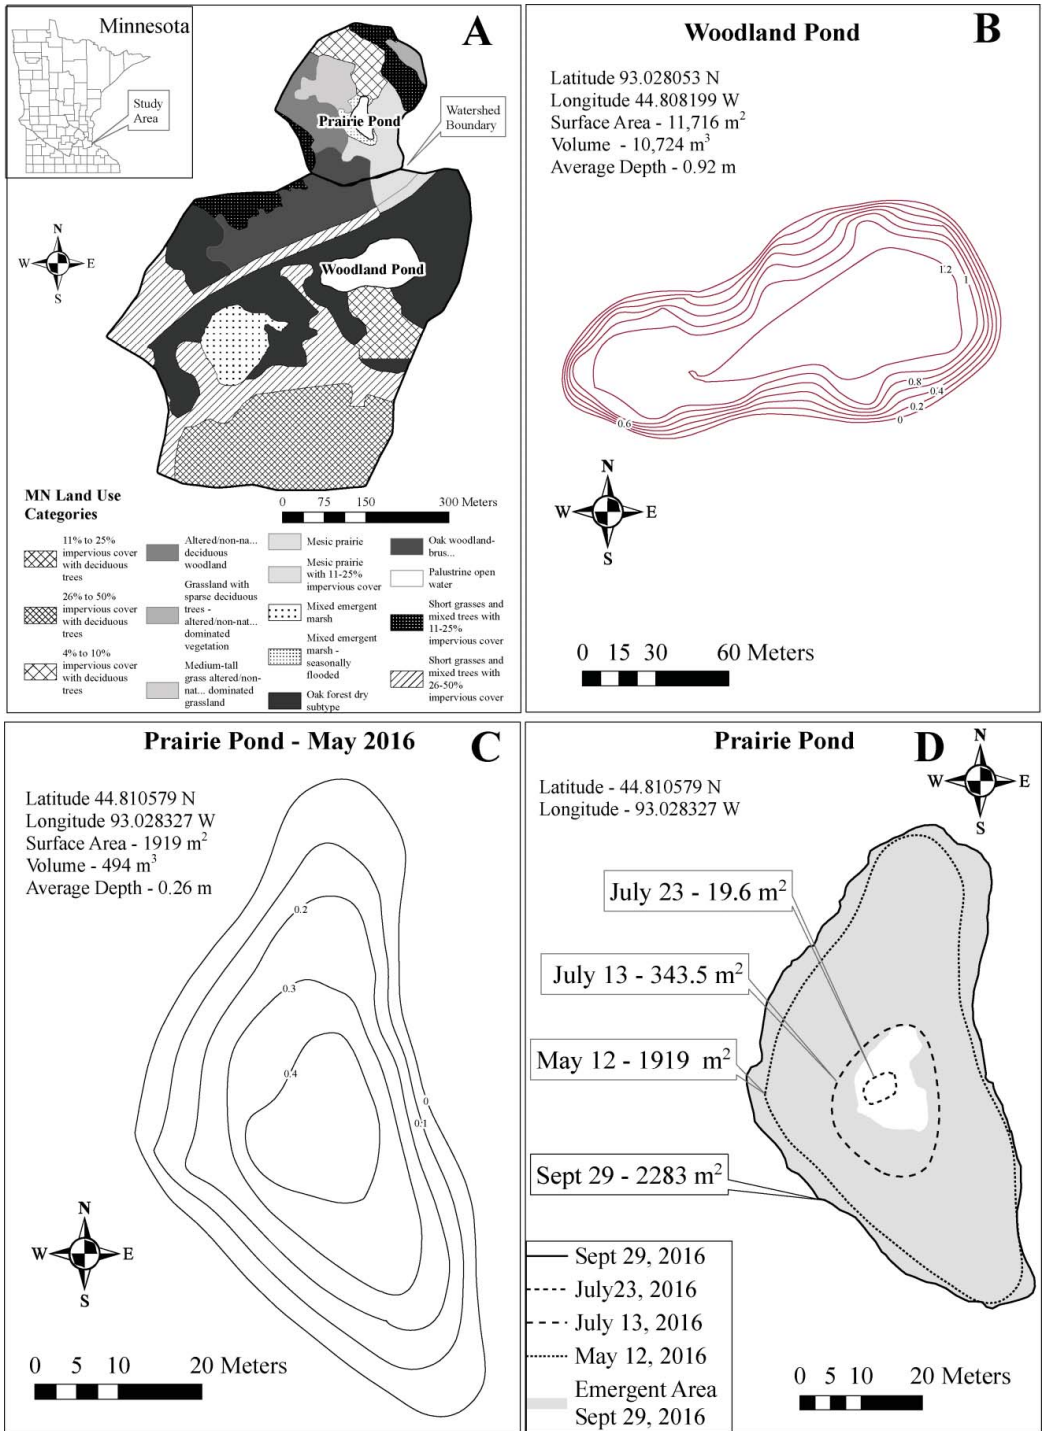 Minnesota
Study
Area
A
Prairie Pond
Watershed
Boundary
N
W E
S
Woodland Pond
MN Land Use
Categories
0 75 150 300 Meters
11% to 25%
impervious cover
with deciduous
trees
26% to 50%
impervious cover
with deciduous
trees
4% to 10%
impervious cover
with deciduous
trees
Altered/non-na...
deciduous
woodland
Grassland with
sparse deciduous
trees -
altered/non-nat...
dominated
vegetation
Medium-tall
grass altered/non-
nat... dominated
grassland
Mesic prairie
Mesic prairie
with 11-25%
impervious cover
Mixed emergent
marsh
Mixed emergent
marsh -
seasonally
flooded
Oak forest dry
subtype
Oak woodland-
brus...
Palustrine open
water
Short grasses and
mixed trees with
11-25%
impervious cover
Short grasses and
mixed trees with
26-50%
impervious cover
Woodland Pond
B
Latitude 93.028053 N
Longitude 44.808199 W
Surface Area - 11,716 m²
Volume - 10,724 m³
Average Depth - 0.92 m
1.2
1
0.8
0.4
0.2
0
0.6
N
W E
S
0 15 30 60 Meters
Prairie Pond - May 2016
C
Latitude 44.810579 N
Longitude 93.028327 W
Surface Area - 1919 m²
Volume - 494 m³
Average Depth - 0.26 m
0.2
0.3
0.4
0
0.1
N
W E
S
0 5 10 20 Meters
Prairie Pond
D
N
W E
S
Latitude - 44.810579 N
Longitude - 93.028327 W
July 23 - 19.6 m²
July 13 - 343.5 m²
May 12 - 1919 m²
Sept 29 - 2283 m²
Sept 29, 2016
July23, 2016
July 13, 2016
May 12, 2016
Emergent Area
Sept 29, 2016
0 5 10 20 Meters